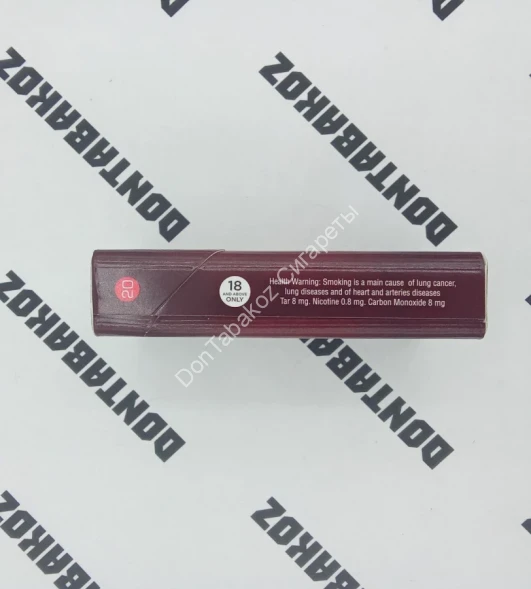 DONTABAKOZ
DONTABAKOZ
20
18
AND ABOVE
ONLY
Health Warning: Smoking is a main cause of lung cancer,
lung diseases and of heart and arteries diseases
Tar 8 mg. Nicotine 0.8 mg. Carbon Monoxide 8 mg
DonTabakoz Сигареты
DONTABAKOZ
DONTABAKOZ
DONTABAKOZ
DONTABAKOZ